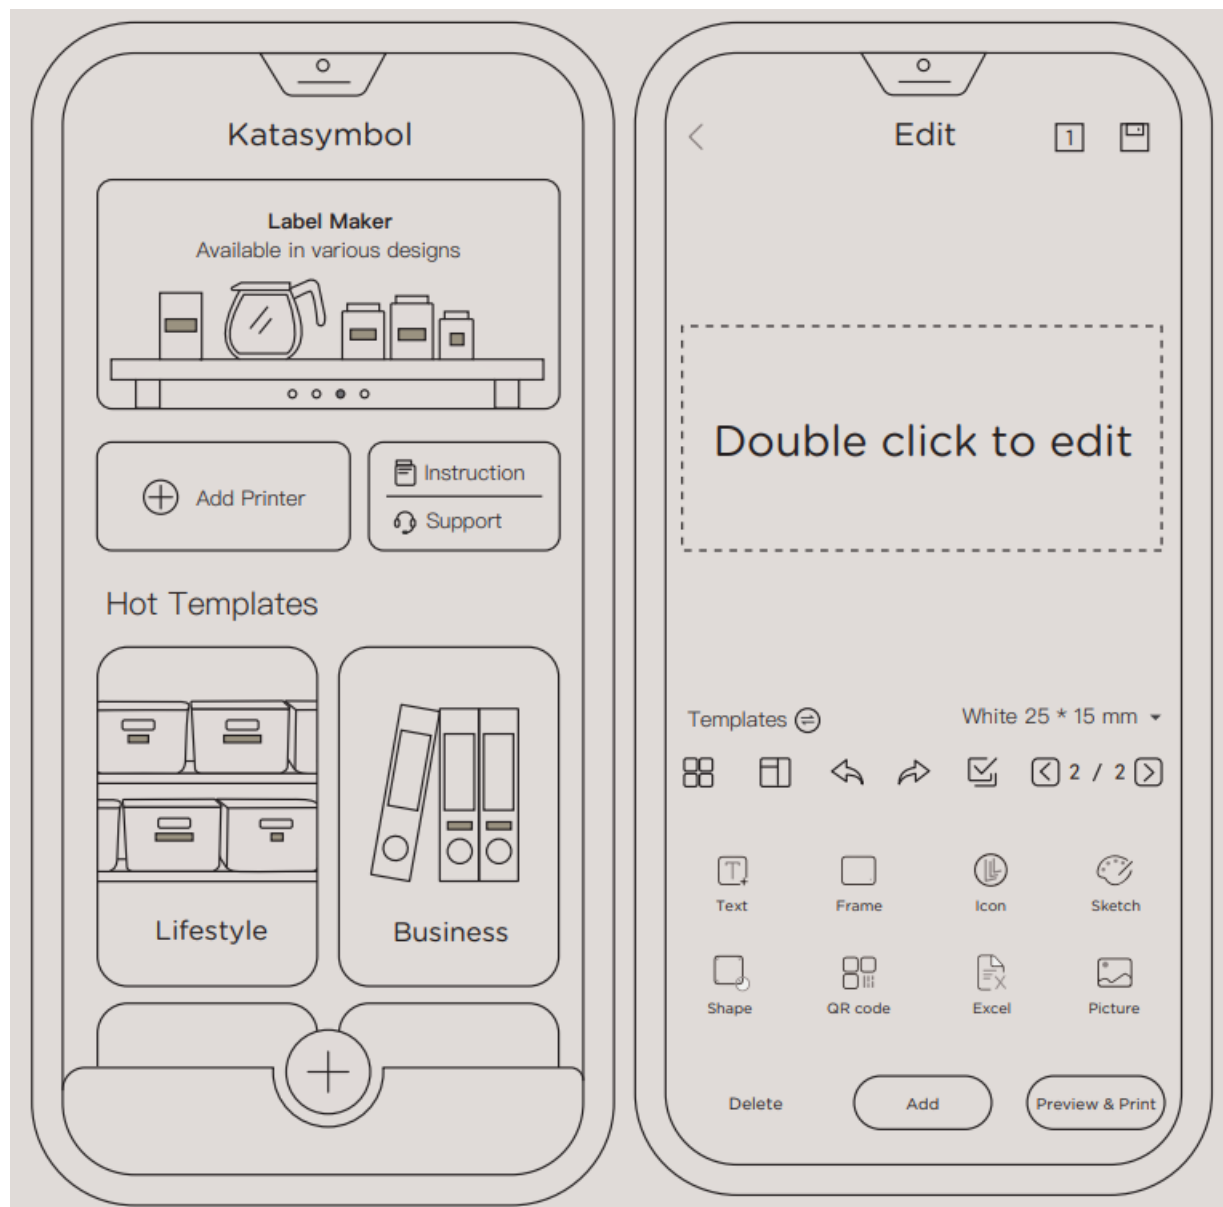 Katasymbol
Label Maker
Available in various designs
Add Printer
Instruction
Support
Hot Templates
Lifestyle
Business
Edit
1
Double click to edit
Templates
White 25 * 15 mm
2 / 2
Text
Frame
Icon
Sketch
Shape
QR code
Excel
Picture
Delete
Add
Preview & Print